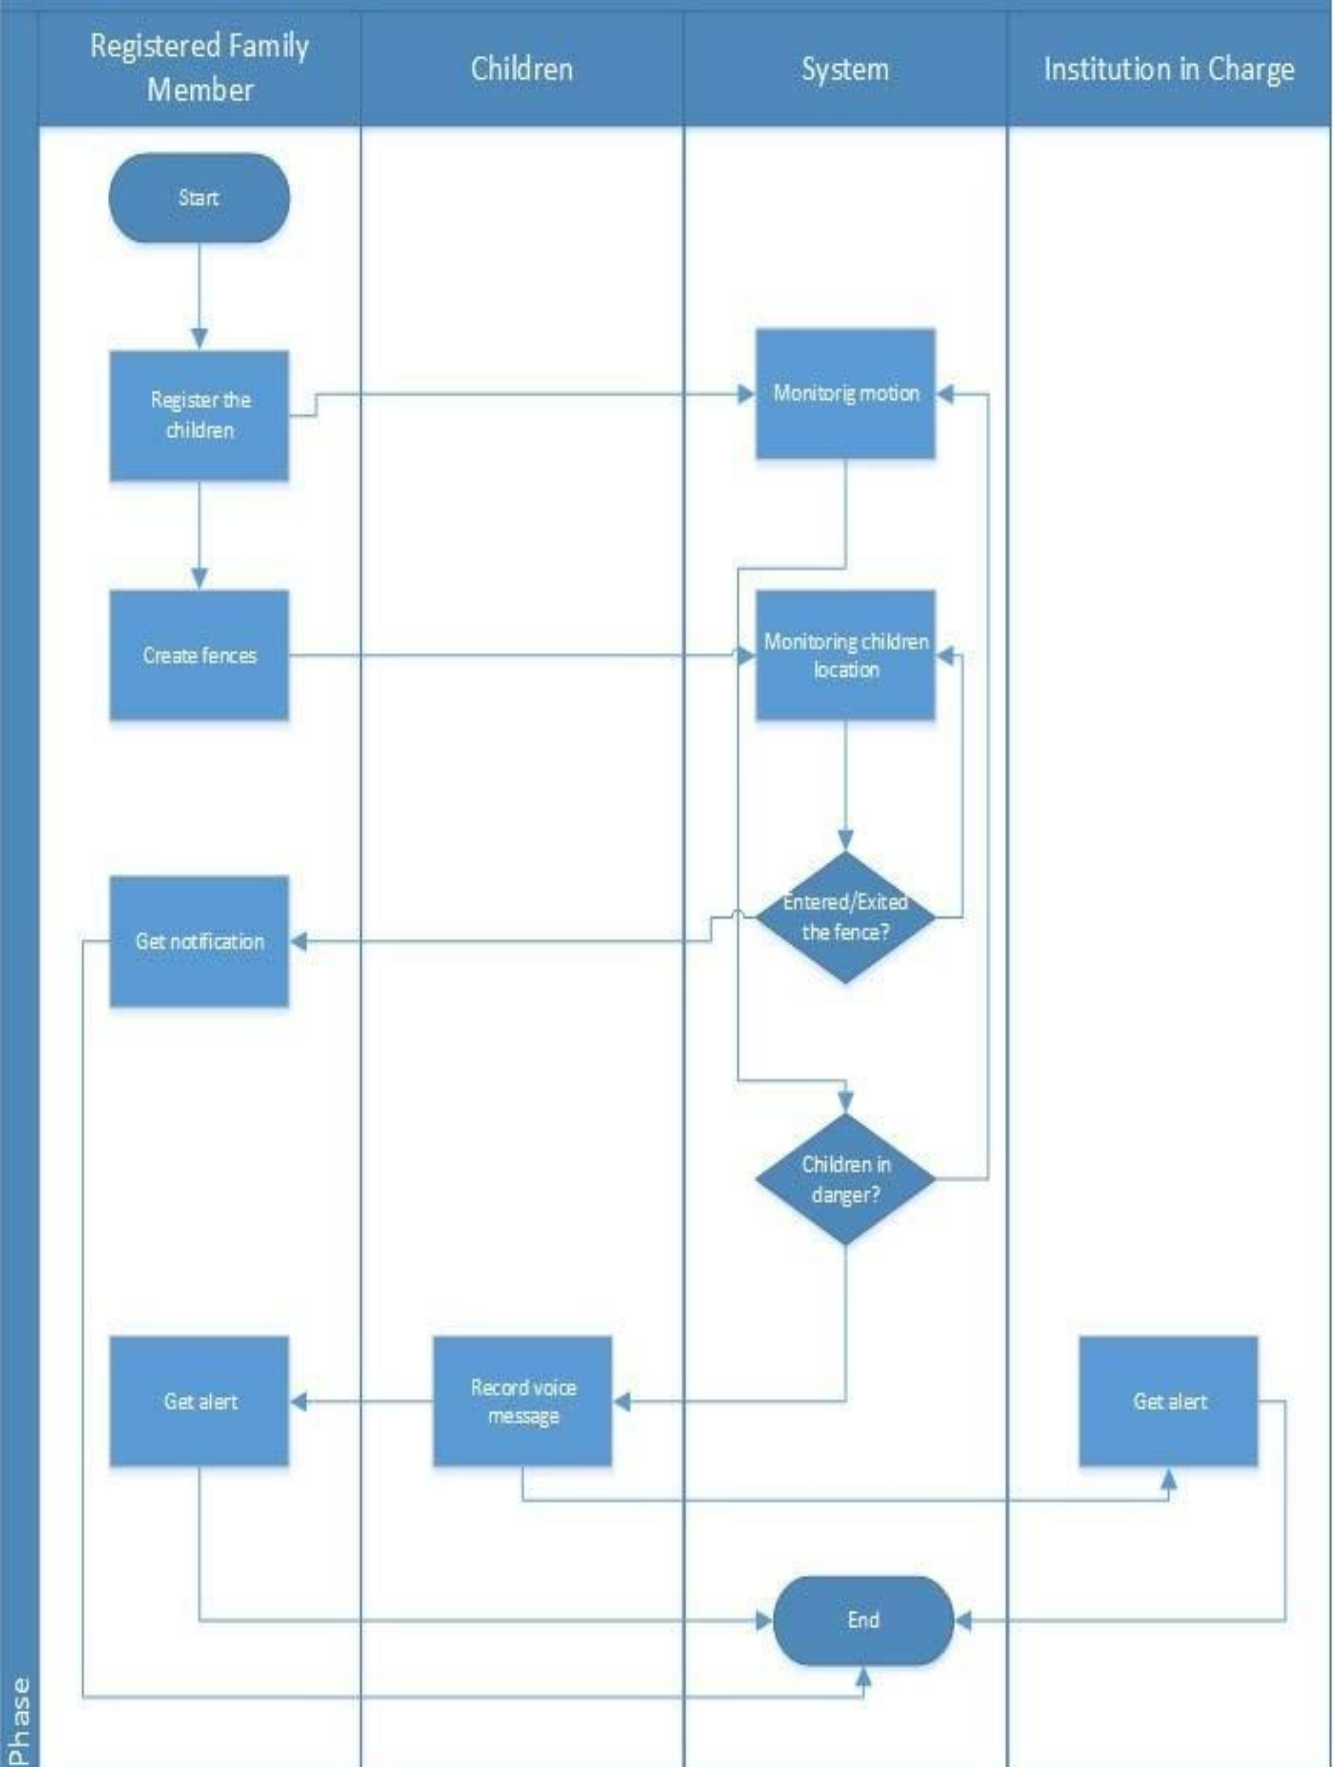 Registered Family
Member
Children
System
Institution in Charge
Start
Register the
children
Monitorig motion
Create fences
Monitoring children
location
Entered/Exited
the fence?
Get notification
Children in
danger?
Get alert
Record voice
message
Get alert
End
Phase